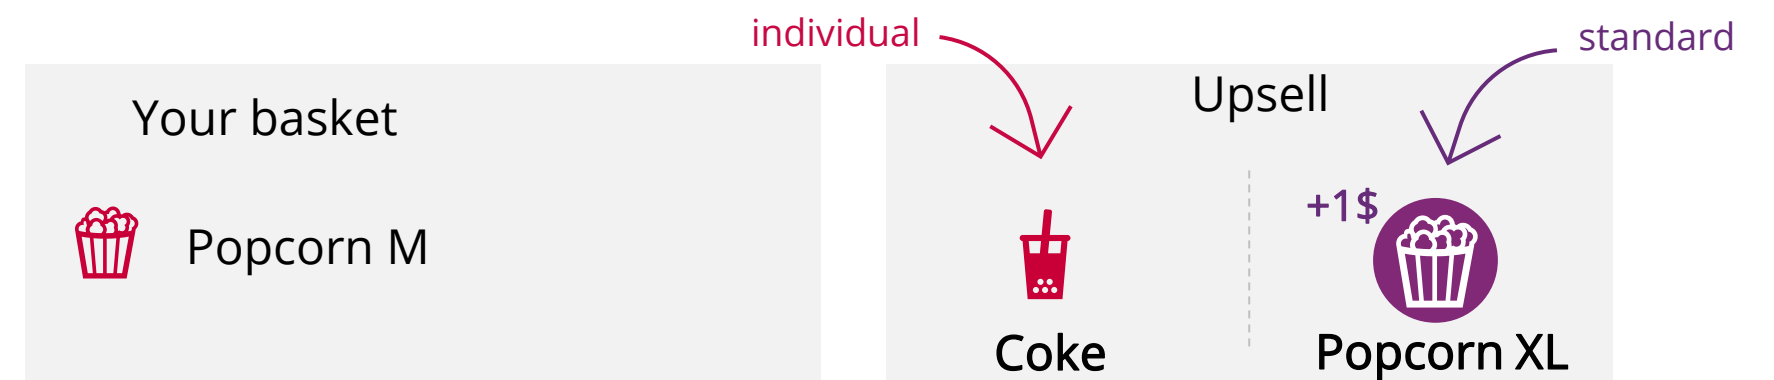 individual
standard
Your basket
Upsell
Popcorn M
+1$
Coke
Popcorn XL